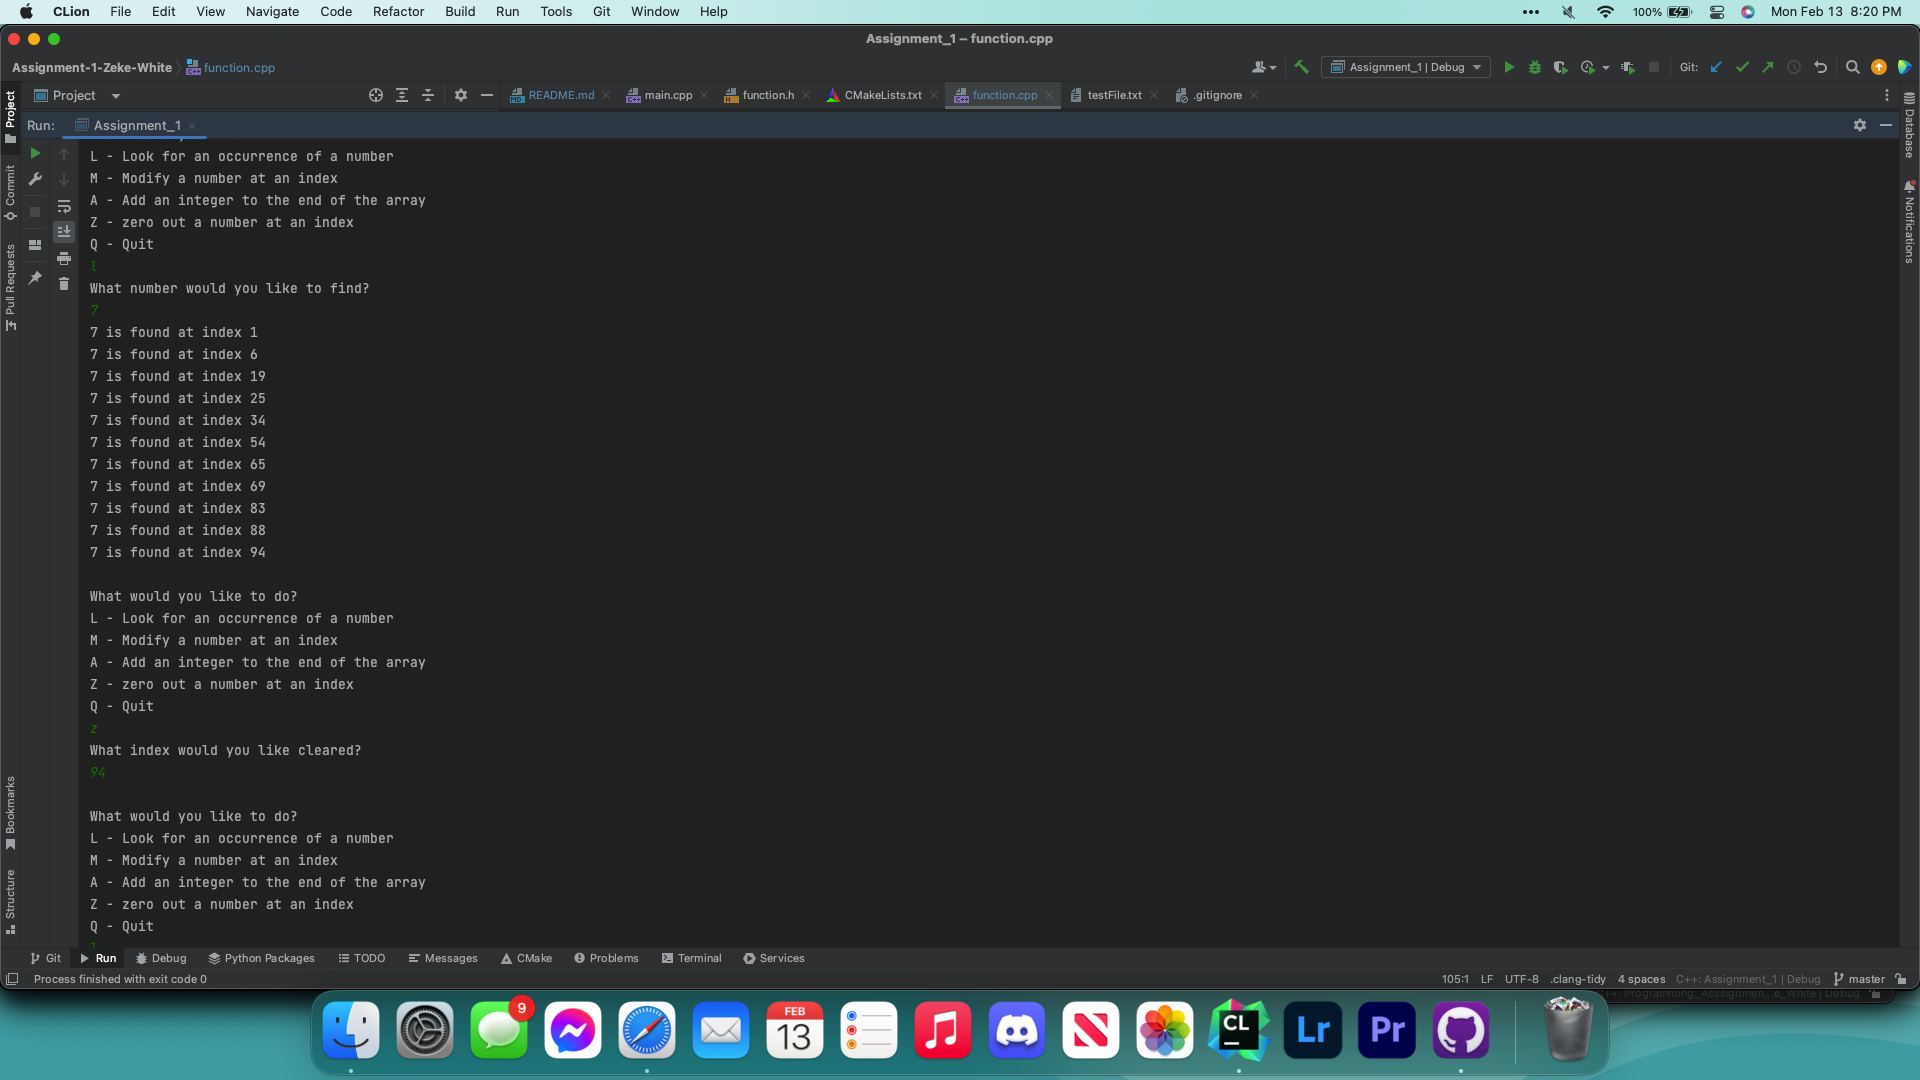 CLion File Edit View Navigate Code Refactor Build Run Tools Git Window Help 100% Mon Feb 13 8:20 PM
Assignment_1 – function.cpp
Assignment-1-Zeke-White function.cpp Assignment_1 | Debug Git:
Project README.md main.cpp function.h CMakeLists.txt function.cpp testFile.txt .gitignore
Run: Assignment_1
Project
Commit
Pull Requests
Bookmarks
Structure
Database
Notifications
L - Look for an occurrence of a number
M - Modify a number at an index
A - Add an integer to the end of the array
Z - zero out a number at an index
Q - Quit
l
What number would you like to find?
7
7 is found at index 1
7 is found at index 6
7 is found at index 19
7 is found at index 25
7 is found at index 34
7 is found at index 54
7 is found at index 65
7 is found at index 69
7 is found at index 83
7 is found at index 88
7 is found at index 94
What would you like to do?
L - Look for an occurrence of a number
M - Modify a number at an index
A - Add an integer to the end of the array
Z - zero out a number at an index
Q - Quit
z
What index would you like cleared?
94
What would you like to do?
L - Look for an occurrence of a number
M - Modify a number at an index
A - Add an integer to the end of the array
Z - zero out a number at an index
Q - Quit
Git Run Debug Python Packages TODO Messages CMake Problems Terminal Services
Process finished with exit code 0 105:1 LF UTF-8 .clang-tidy 4 spaces C++: Assignment_1 | Debug master
9
FEB
13
CL
Lr
Pr